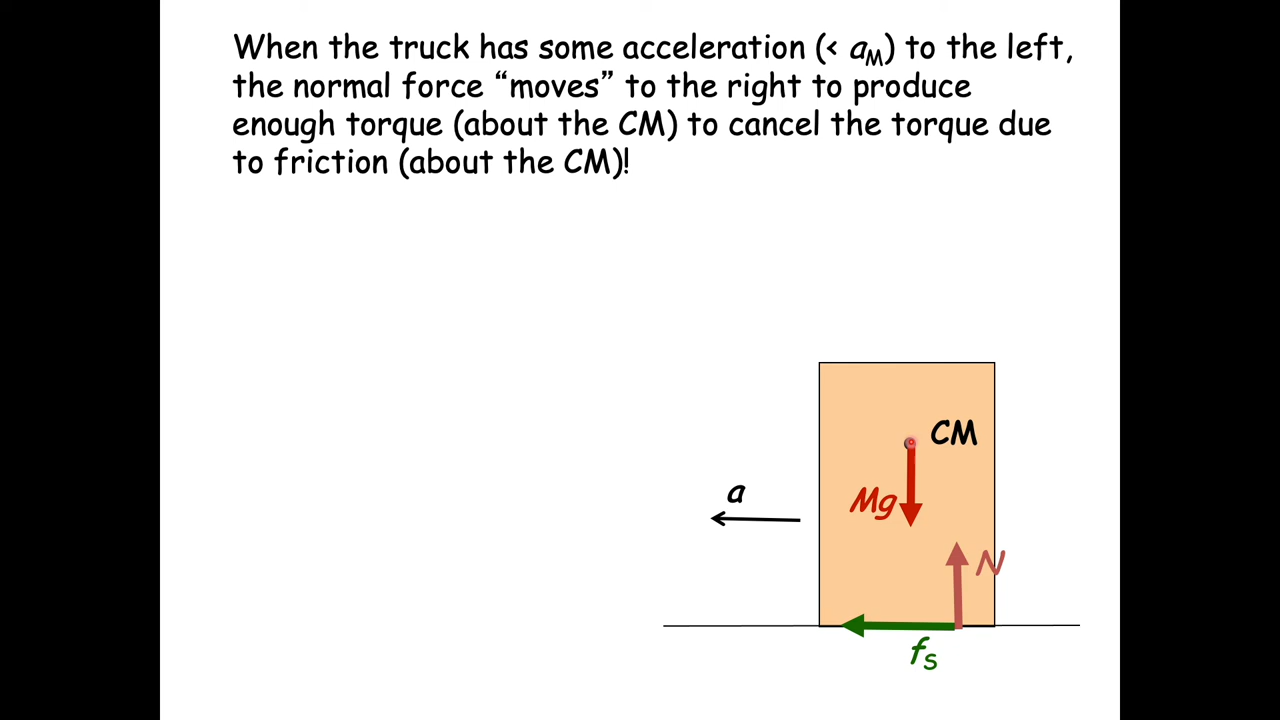 When the truck has some acceleration (< aM) to the left,
the normal force “moves” to the right to produce
enough torque (about the CM) to cancel the torque due
to friction (about the CM)!
CM
a
Mg
N
fS